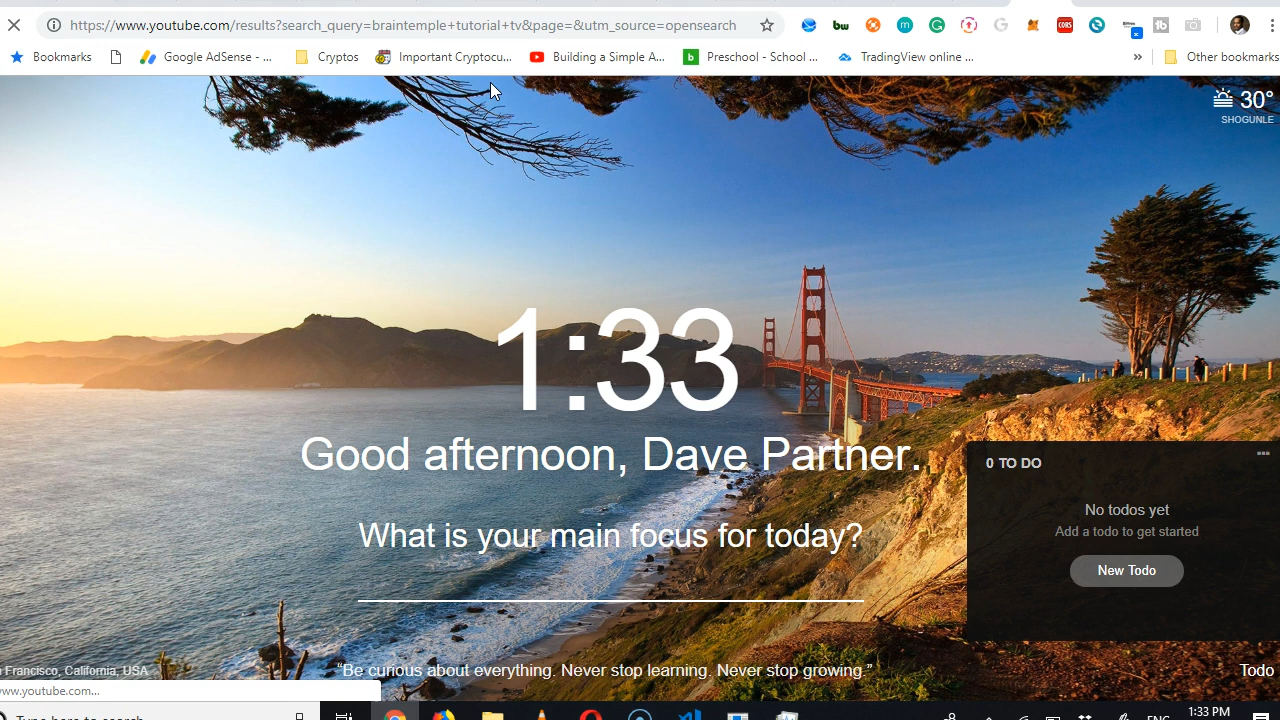 https://www.youtube.com/results?search_query=braintemple+tutorial+tv&page=&utm_source=opensearch
bw
CORS
Bookmarks
Google AdSense - ...
Cryptos
Important Cryptocu...
Building a Simple A...
Preschool - School ...
TradingView online ...
»
Other bookmarks
30°
SHOGUNLE
1:33
Good afternoon, Dave Partner.
0 TO DO
No todos yet
Add a todo to get started
New Todo
What is your main focus for today?
Francisco, California, USA
“Be curious about everything. Never stop learning. Never stop growing.”
Todo
www.youtube.com...
Type here to search
ENG
1:33 PM